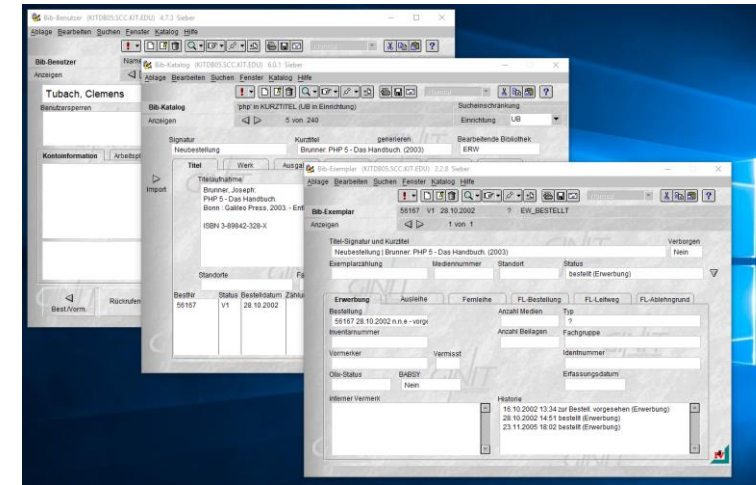 Bib-Benutzer (KITDB05.SCC.KIT.EDU) 4.7.3 Sieber
Ablage Bearbeiten Suchen Fenster Katalog Hilfe
Bib-Benutzer
Name
Anzeigen
Tubach, Clemens
Benutzersperren
Kontoinformation
Arbeitspl
Best/Vorm.
Rückrufen
Bib-Katalog (KITDB05.SCC.KIT.EDU) 6.0.1 Sieber
Ablage Bearbeiten Suchen Fenster Katalog Hilfe
Bib-Katalog
'php' in KURZTITEL (UB in Einrichtung)
Sucheinschränkung
Anzeigen
5 von 240
Einrichtung
UB
Signatur
Kurztitel
generieren
Bearbeitende Bibliothek
Neubestellung
Brunner: PHP 5 - Das Handbuch. (2003)
ERW
Titel
Werk
Import
Titelaufnahme
Brunner, Joseph:
PHP 5 - Das Handbuch.
Bonn : Galileo Press, 2003. - Ent
ISBN 3-89842-328-X
Standorte
BestNr
Status
Bestelldatum
56167
V1
28.10.2002
Bib-Exemplar (KITDB05.SCC.KIT.EDU) 2.2.8 Sieber
Ablage Bearbeiten Suchen Fenster Katalog Hilfe
Bib-Exemplar
56167 V1 28.10.2002 ? EW_BESTELLT
Anzeigen
1 von 1
Titel-Signatur und Kurztitel
Verborgen
Neubestellung | Brunner: PHP 5 - Das Handbuch. (2003)
Nein
Exemplarzählung
Mediennummer
Standort
Status
bestellt (Erwerbung)
Erwerbung
Ausleihe
Fernleihe
FL-Bestellung
FL-Leitweg
FL-Ablehngrund
Bestellung
Anzahl Medien
Typ
56167 28.10.2002 n.n.e - vorge
?
Inventarnummer
Anzahl Beilagen
Fachgruppe
Vormerker
Vermisst
Identnummer
Olix-Status
BABSY
Erfassungsdatum
Nein
Interner Vermerk
Historie
16.10.2002 13:34 zur Bestell. vorgesehen (Erwerbung)
28.10.2002 14:51 bestellt (Erwerbung)
23.11.2005 18:02 bestellt (Erwerbung)